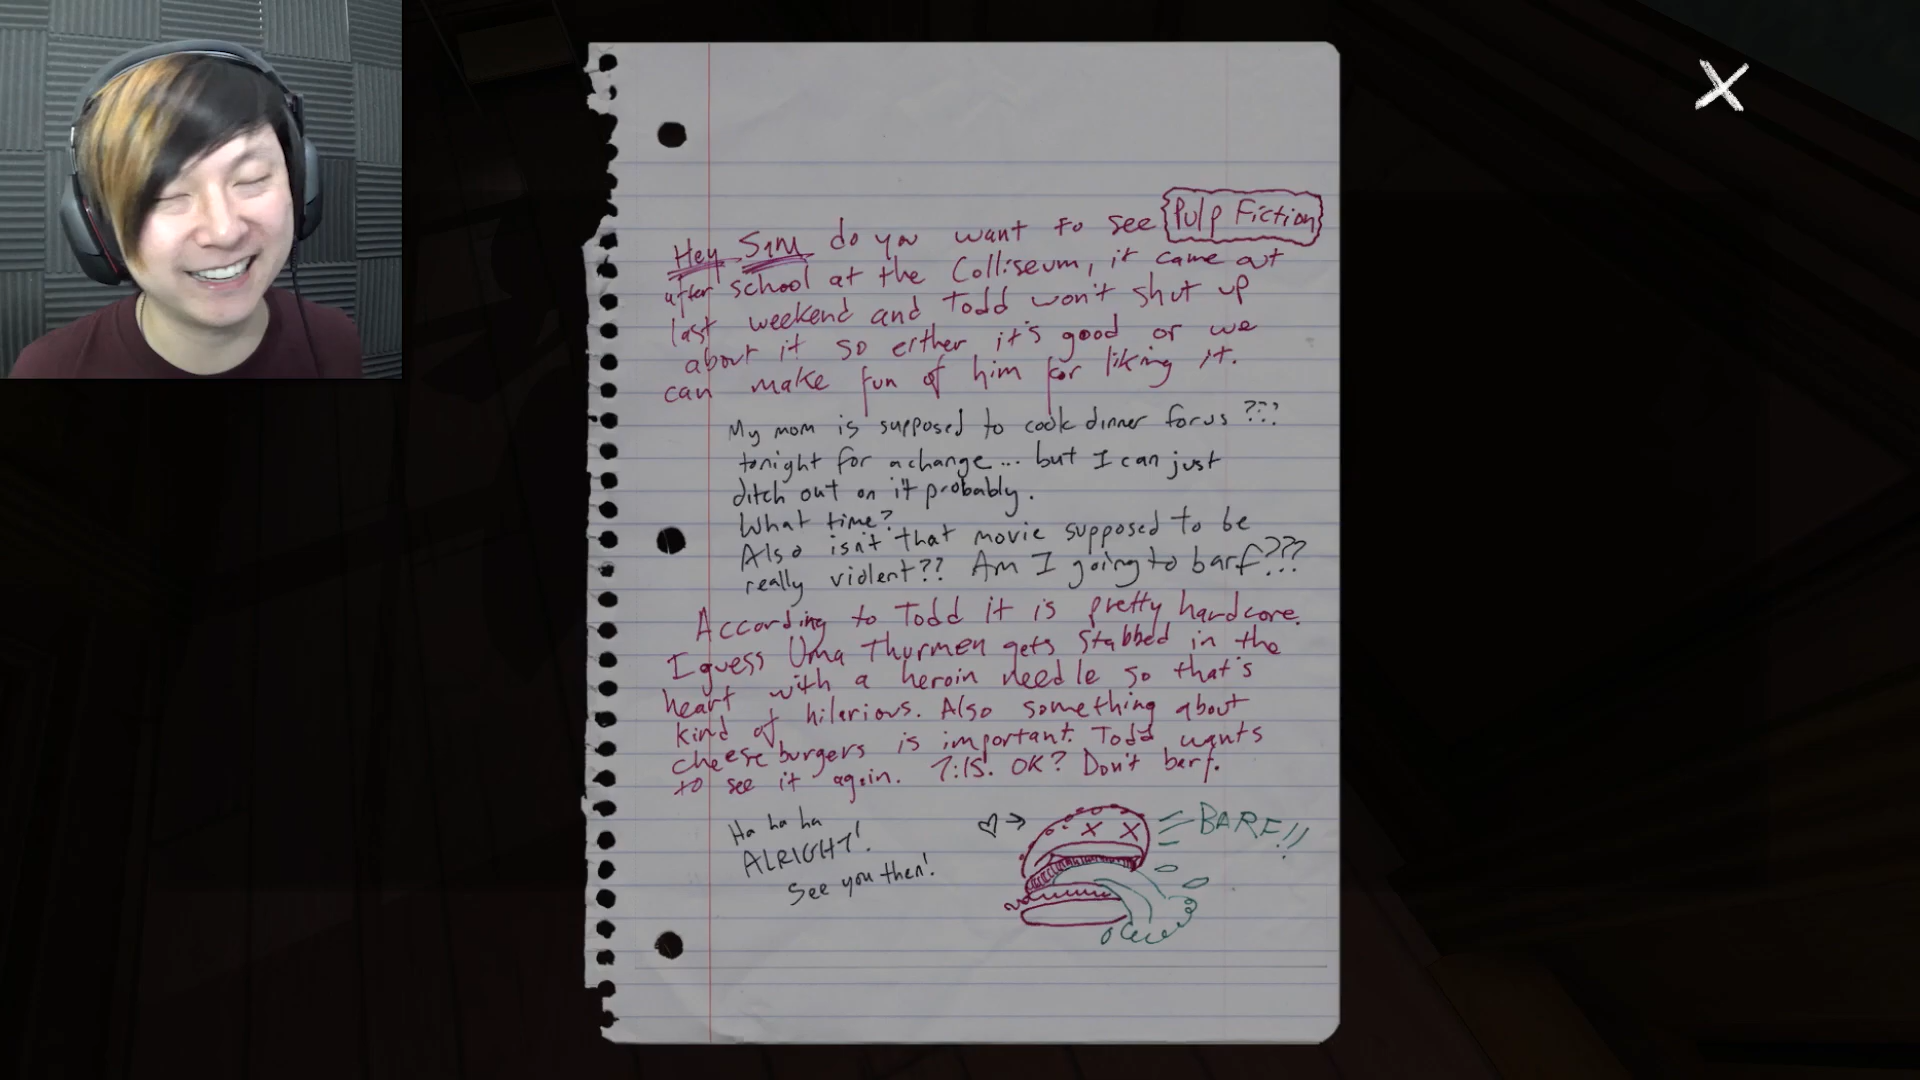 Hey Sam do you want to see Pulp Fiction
after school at the Colliseum, it came out
last weekend and Todd won't shut up
about it so either it's good or we
can make fun of him for liking it.
My mom is supposed to cook dinner for us???
tonight for a change... but I can just
ditch out on it probably.
What time?
Also isn't that movie supposed to be
really violent?? Am I going to barf???
According to Todd it is pretty hardcore.
I guess Uma Thurmen gets stabbed in the
heart with a heroin needle so that's
kind of hilarious. Also something about
cheeseburgers is important. Todd wants
to see it again. 7:15. OK? Don't barf.
Ha ha ha
ALRIGHT!
See you then!
BARF!!